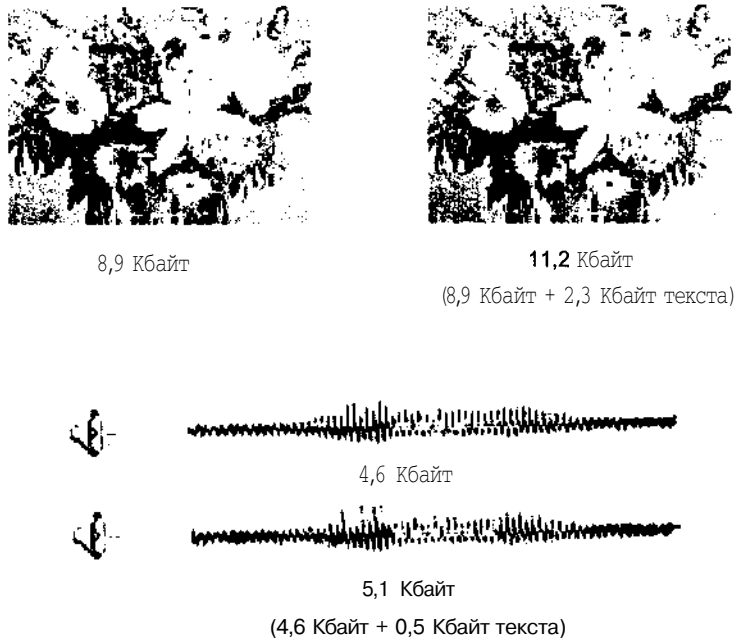 8,9 Кбайт
11,2 Кбайт
(8,9 Кбайт + 2,3 Кбайт текста)
4,6 Кбайт
5,1 Кбайт
(4,6 Кбайт + 0,5 Кбайт текста)